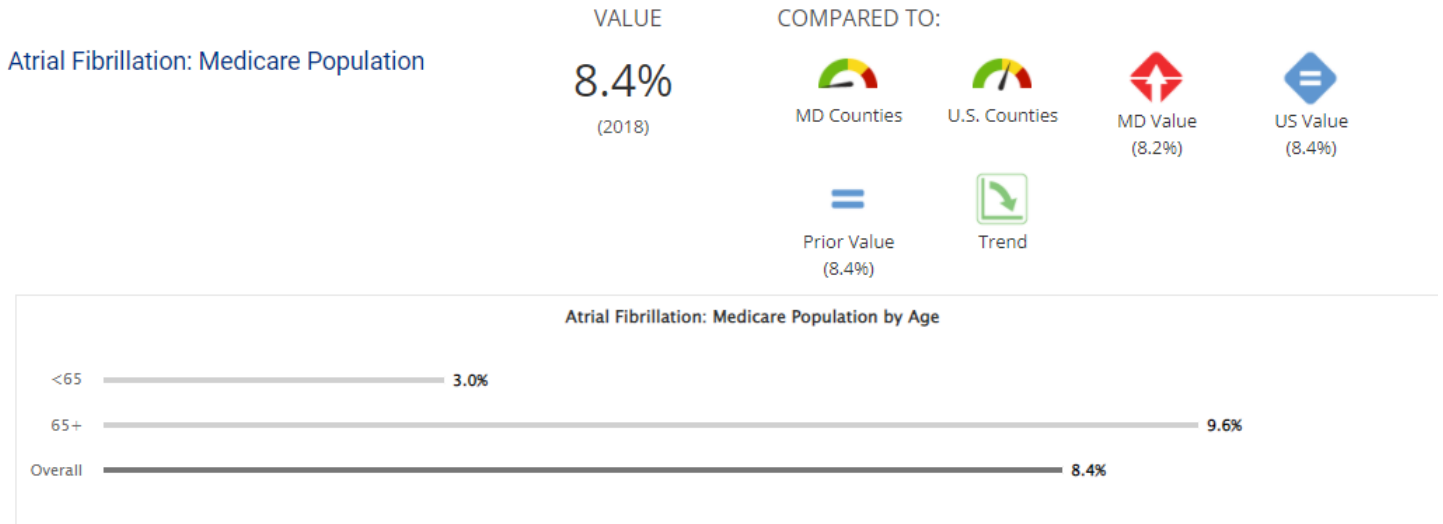 VALUE
COMPARED TO:
Atrial Fibrillation: Medicare Population
8.4%
(2018)
MD Counties
U.S. Counties
MD Value
(8.2%)
US Value
(8.4%)
Prior Value
(8.4%)
Trend
Atrial Fibrillation: Medicare Population by Age
<65
3.0%
65+
9.6%
Overall
8.4%